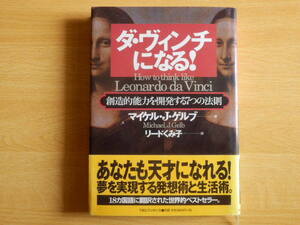 ダ・ヴィンチ
になる!
How to think like
Leonardo da Vinci
創造的能力を開発する7つの法則
マイケル・J・ゲルブ
Michael J. Gelb
リードくみ子
あなたも天才になれる!
夢を実現する発想術と生活術。
18カ国語に翻訳された世界的ベストセラー。